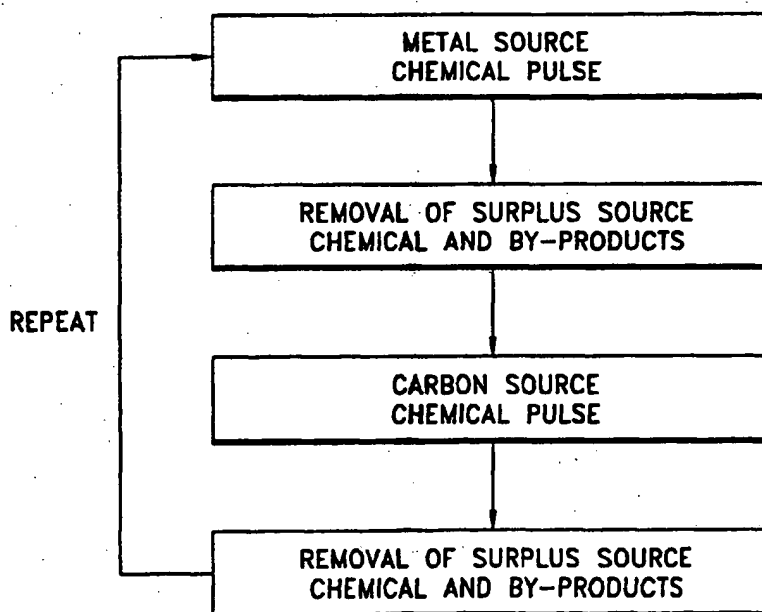 METAL SOURCE
CHEMICAL PULSE
REMOVAL OF SURPLUS SOURCE
CHEMICAL AND BY-PRODUCTS
REPEAT
CARBON SOURCE
CHEMICAL PULSE
REMOVAL OF SURPLUS SOURCE
CHEMICAL AND BY-PRODUCTS